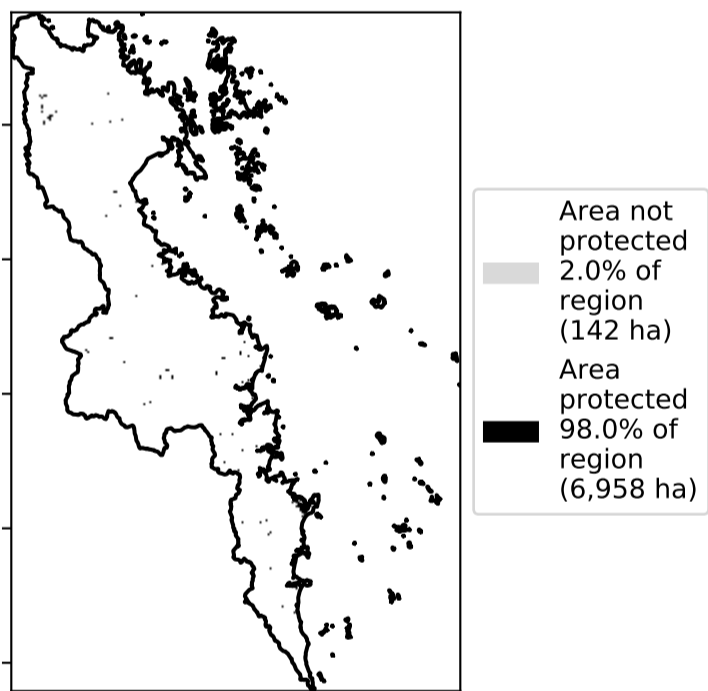 Area not
protected
2.0% of
region
(142 ha)
Area
protected
98.0% of
region
(6,958 ha)